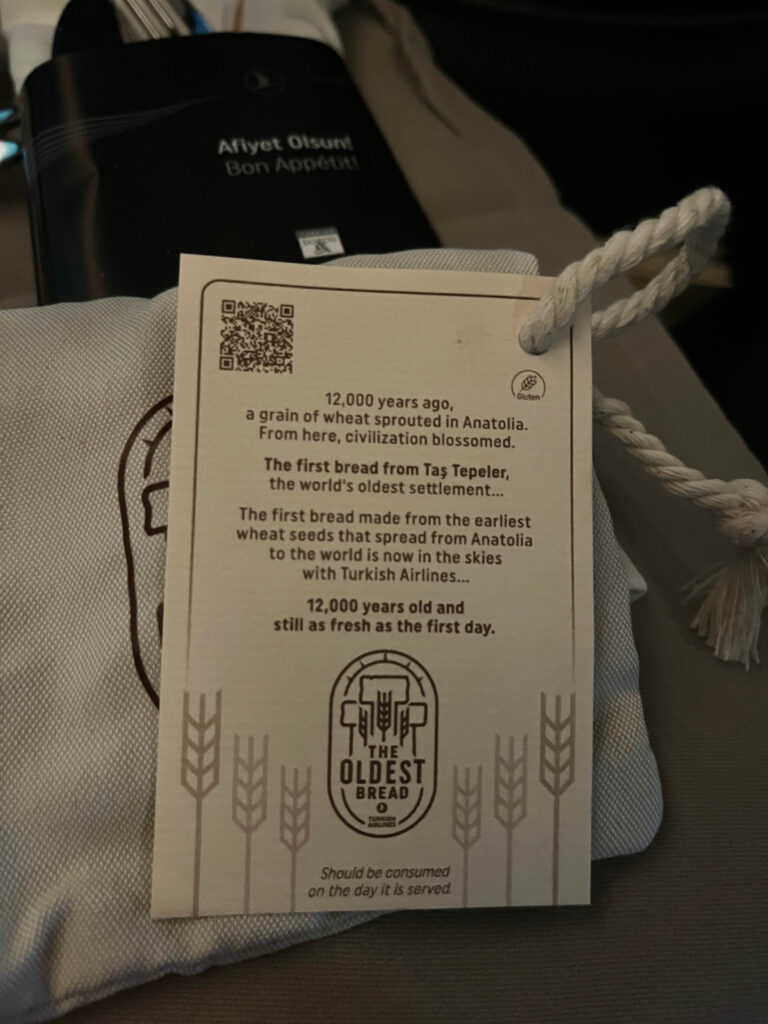 Afiyet Olsun!
Bon Appétit!
DO&CO
Gluten
12,000 years ago,
a grain of wheat sprouted in Anatolia.
From here, civilization blossomed.
The first bread from Taş Tepeler,
the world's oldest settlement...
The first bread made from the earliest
wheat seeds that spread from Anatolia
to the world is now in the skies
with Turkish Airlines...
12,000 years old and
still as fresh as the first day.
THE
OLDEST
BREAD
TURKISH
AIRLINES
Should be consumed
on the day it is served.